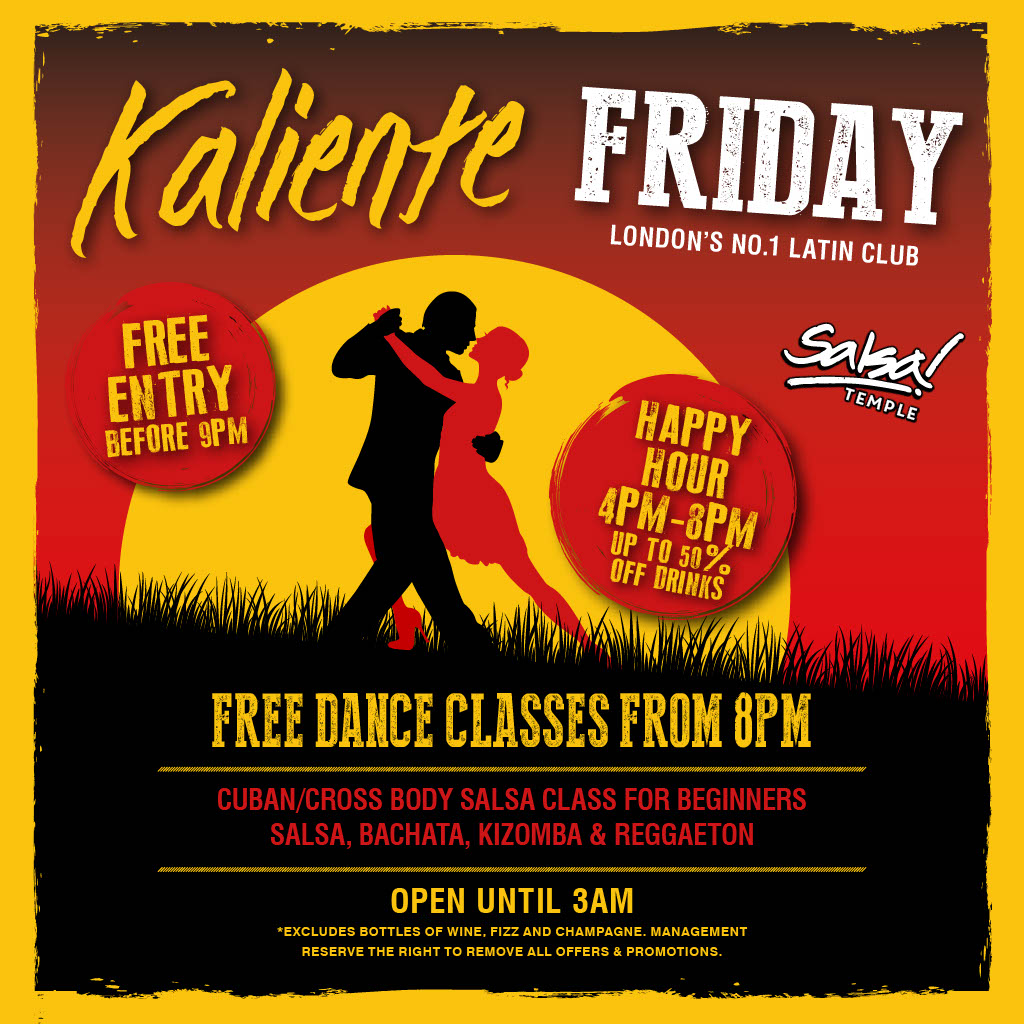 Kaliente FRIDAY
LONDON'S NO.1 LATIN CLUB
FREE
ENTRY
BEFORE 9PM
Salsa!
TEMPLE
HAPPY
HOUR
4PM-8PM
UP TO 50%
OFF DRINKS
FREE DANCE CLASSES FROM 8PM
CUBAN/CROSS BODY SALSA CLASS FOR BEGINNERS
SALSA, BACHATA, KIZOMBA & REGGAETON
OPEN UNTIL 3AM
*EXCLUDES BOTTLES OF WINE, FIZZ AND CHAMPAGNE. MANAGEMENT
RESERVE THE RIGHT TO REMOVE ALL OFFERS & PROMOTIONS.